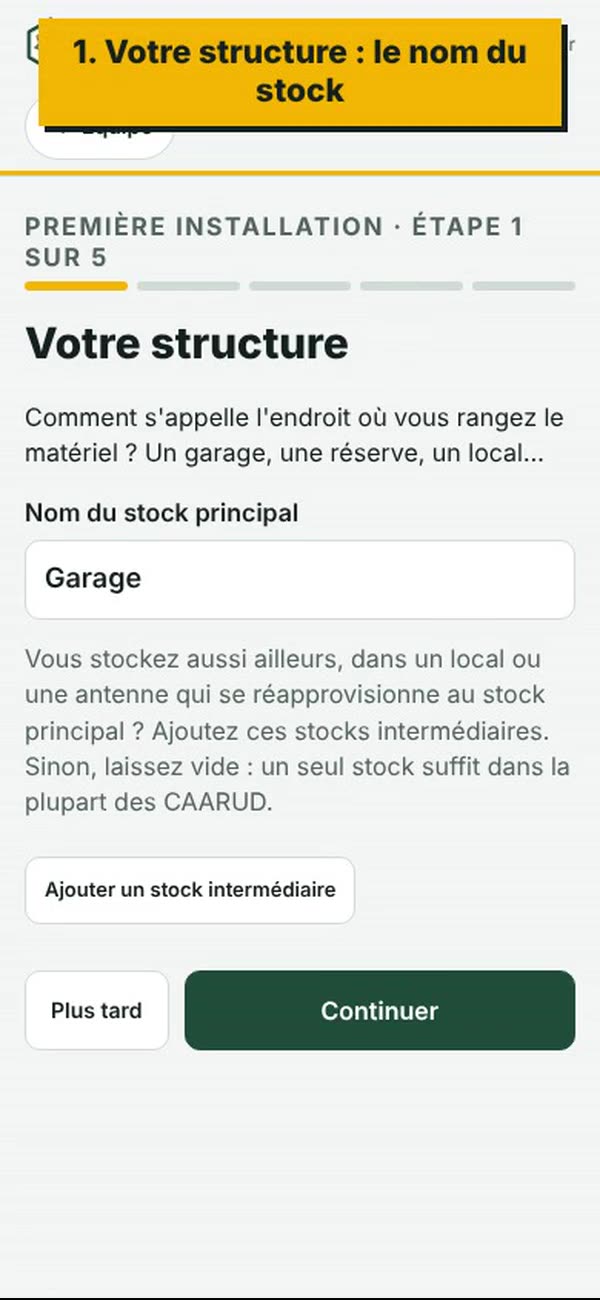 1. Votre structure : le nom du
stock
PREMIÈRE INSTALLATION · ÉTAPE 1
SUR 5
Votre structure
Comment s'appelle l'endroit où vous rangez le
matériel ? Un garage, une réserve, un local...
Nom du stock principal
Garage
Vous stockez aussi ailleurs, dans un local ou
une antenne qui se réapprovisionne au stock
principal ? Ajoutez ces stocks intermédiaires.
Sinon, laissez vide : un seul stock suffit dans la
plupart des CAARUD.
Ajouter un stock intermédiaire
Plus tard
Continuer